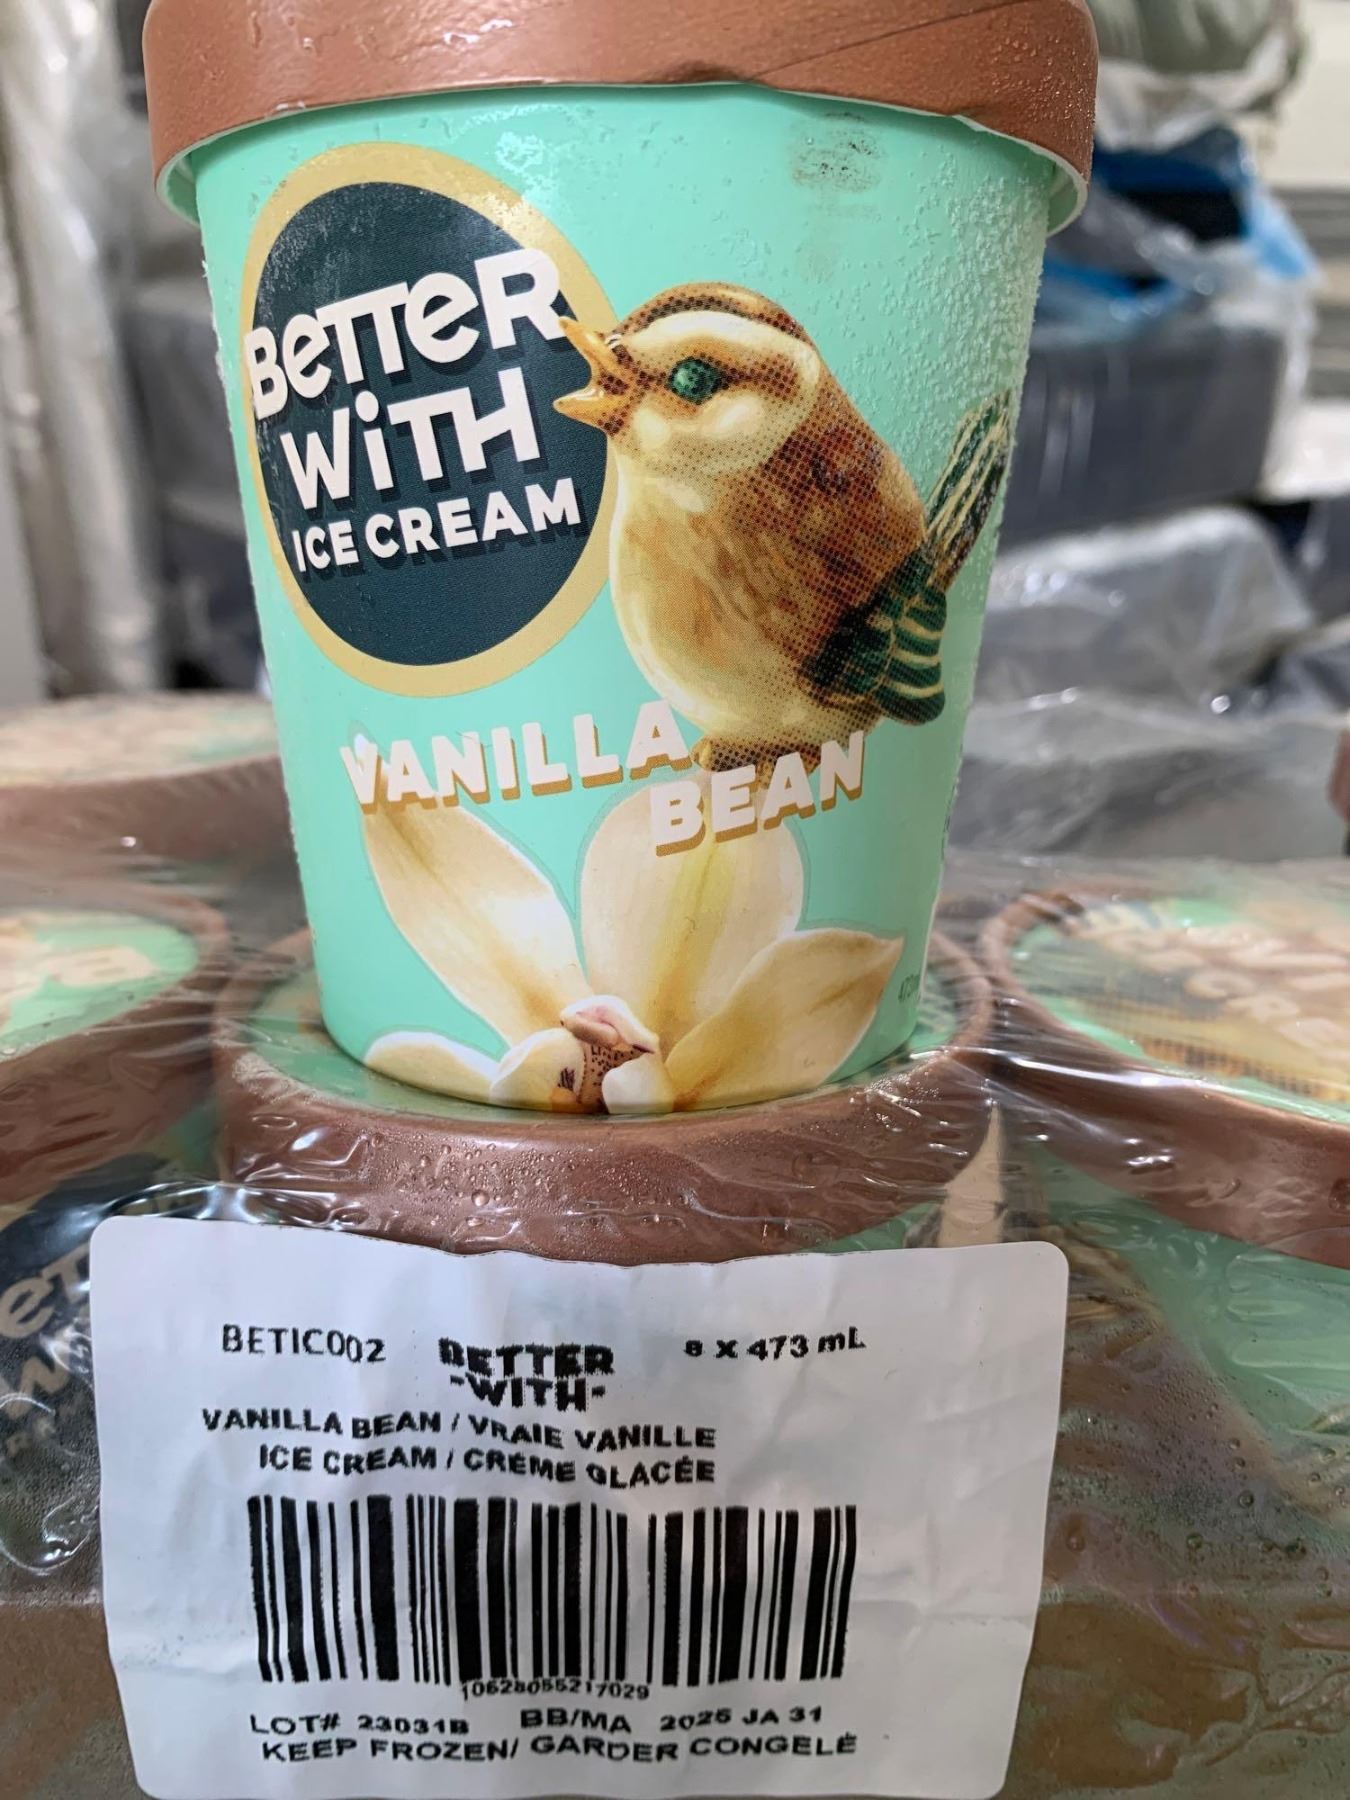 BETTER
WITH
ICE CREAM
VANILLA
BEAN
BETIC002
BETTER
-WITH-
8 X 473 mL
VANILLA BEAN / VRAIE VANILLE
ICE CREAM / CRÈME GLACÉE
10628055217029
LOT# 23031B BB/MA 2025 JA 31
KEEP FROZEN/ GARDER CONGELÉ